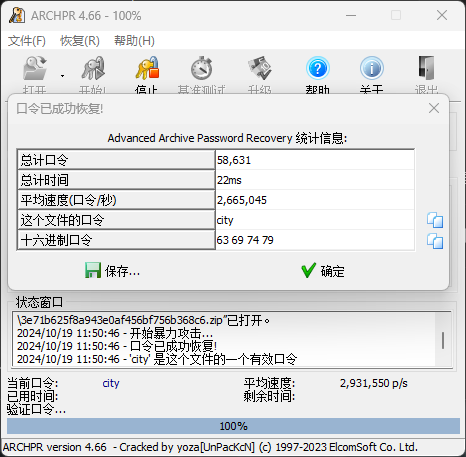 ARCHPR 4.66 - 100%
文件(F) 恢复(R) 帮助(H)
打开 开始! 停止 基准测试 升级 帮助 关于 退出
口令已成功恢复!
Advanced Archive Password Recovery 统计信息:
总计口令 58,631
总计时间 22ms
平均速度(口令/秒) 2,665,045
这个文件的口令 city
十六进制口令 63 69 74 79
保存... 确定
状态窗口
\3e71b625f8a943e0af456bf756b368c6.zip"已打开。
2024/10/19 11:50:46 - 开始暴力攻击...
2024/10/19 11:50:46 - 口令已成功恢复!
2024/10/19 11:50:46 - 'city' 是这个文件的一个有效口令
当前口令: city 平均速度: 2,931,550 p/s
已用时间: 剩余时间:
验证口令...
100%
ARCHPR version 4.66 - Cracked by yoza[UnPacKcN] (c) 1997-2023 ElcomSoft Co. Ltd.